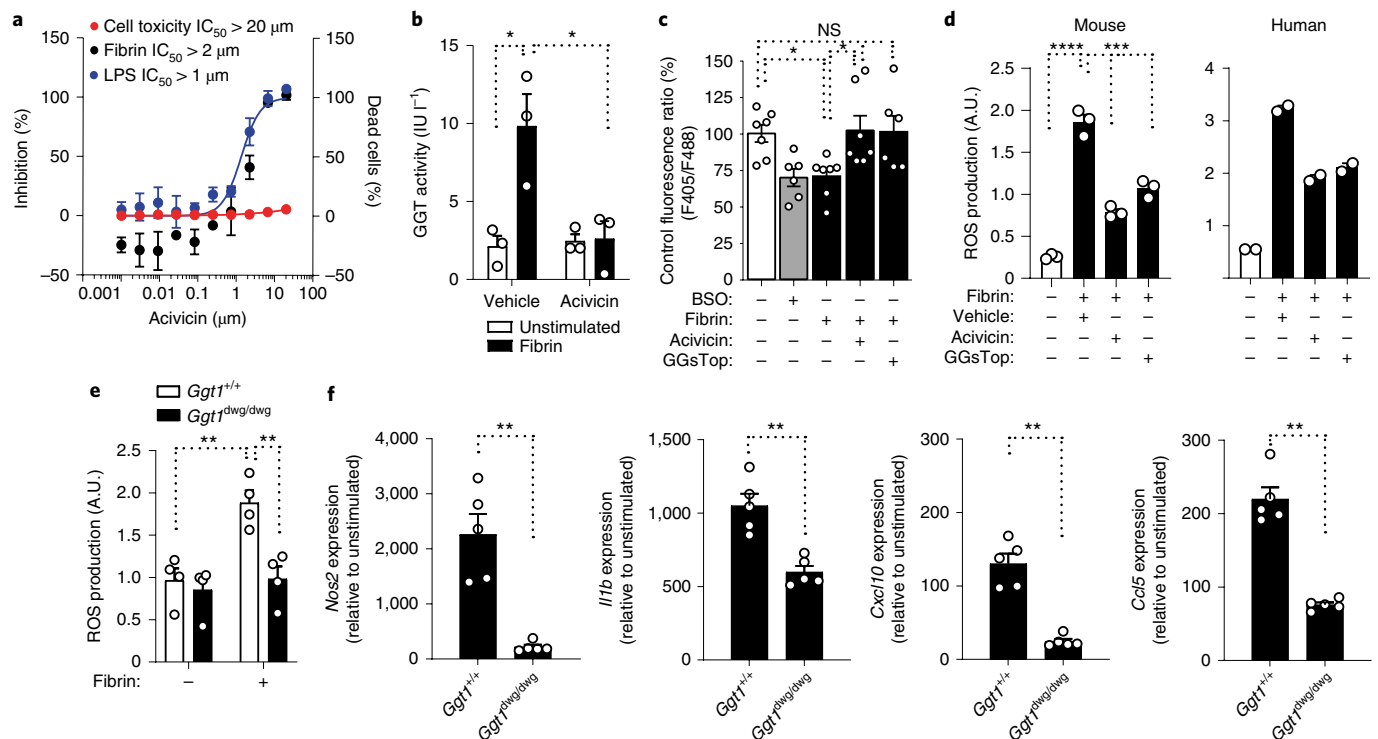 a
Cell toxicity IC50 > 20 μm
Fibrin IC50 > 2 μm
LPS IC50 > 1 μm
Inhibition (%)
100
50
0
–50
Dead cells (%)
100
50
0
–50
0.001 0.01 0.1 1 10 100
Acivicin (μm)
b
* *
GGT activity (IU l–1)
15
10
5
0
Vehicle Acivicin
Unstimulated
Fibrin
c
NS
* *
Control fluorescence ratio (%)
(F405/F488)
150
125
100
75
50
25
0
BSO: – + – – –
Fibrin: – – + + +
Acivicin: – – – + –
GGsTop: – – – – +
d
Mouse
**** ***
ROS production (A.U.)
2.5
2.0
1.5
1.0
0.5
0
Human
4
3
2
1
Fibrin: – + + + – + + +
Vehicle: – + – – – + – –
Acivicin: – – + – – – + –
GGsTop: – – – + – – – +
e
Ggt1+/+
Ggt1dwg/dwg
** **
ROS production (A.U.)
2.5
2.0
1.5
1.0
0.5
0
Fibrin: – +
f
**
Nos2 expression
(relative to unstimulated)
4,000
3,000
2,000
1,000
0
Ggt1+/+
Ggt1dwg/dwg
**
Il1b expression
(relative to unstimulated)
1,500
1,000
500
0
Ggt1+/+
Ggt1dwg/dwg
**
Cxcl10 expression
(relative to unstimulated)
300
200
100
0
Ggt1+/+
Ggt1dwg/dwg
**
Ccl5 expression
(relative to unstimulated)
300
200
100
0
Ggt1+/+
Ggt1dwg/dwg